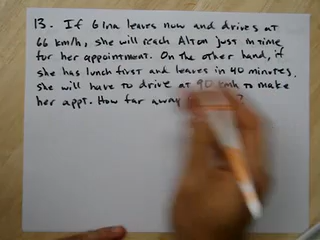 13. If Gina leaves now and drives at
66 km/h, she will reach Alton just in time
for her appointment. On the other hand, if
she has lunch first and leaves in 40 minutes,
she will have to drive at 90 kmh to make
her appt. How far away ?